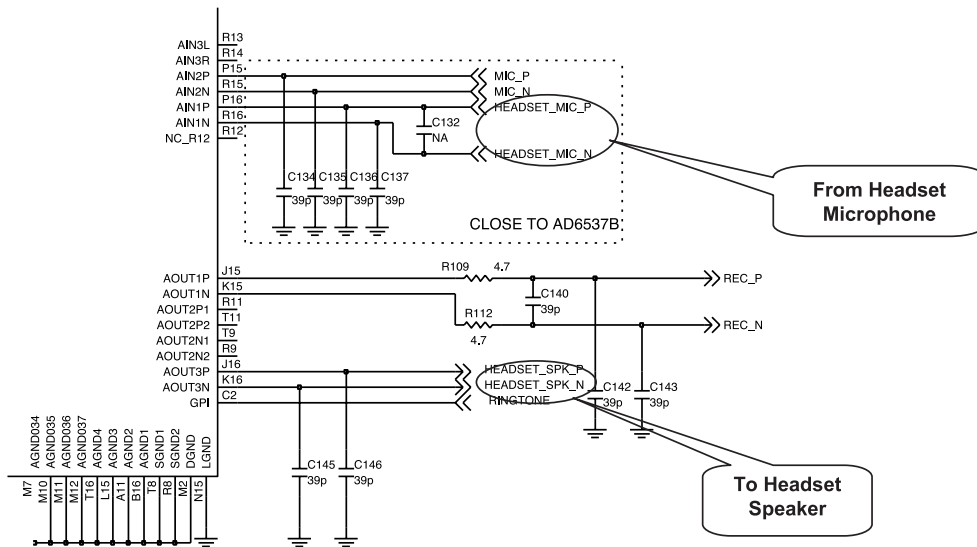 AIN3L R13
AIN3R R14
AIN2P P15 MIC_P
AIN2N R15 MIC_N
AIN1P P16 HEADSET_MIC_P
AIN1N R16 C132
NC_R12 R12 NA
HEADSET_MIC_N
C134 C135 C136 C137
39p 39p 39p 39p
CLOSE TO AD6537B
From Headset
Microphone
AOUT1P J15 R109 4.7 REC_P
AOUT1N K15 C140
39p
AOUT2P1 R11 R112
AOUT2P2 T11 REC_N
4.7
AOUT2N1 T9
AOUT2N2 R9
AOUT3P J16 HEADSET_SPK_P
AOUT3N K16 HEADSET_SPK_N C142 C143
GPI C2 RINGTONE 39p 39p
AGND034 AGND035 AGND036 AGND037 AGND4 AGND3 AGND2 AGND1 SGND1 SGND2 DGND LGND
M7 M10 M11 M12 T16 L15 A11 B16 T8 R8 M2 N15
C145 C146
39p 39p
To Headset
Speaker